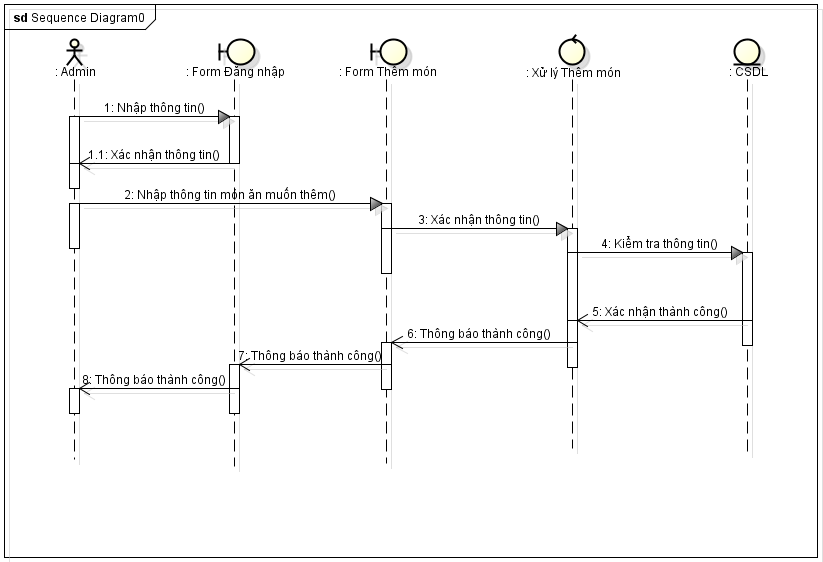 sd Sequence Diagram0
: Admin
: Form Đăng nhập
: Form Thêm món
: Xử lý Thêm món
: CSDL
1: Nhập thông tin()
1.1: Xác nhận thông tin()
2: Nhập thông tin món ăn muốn thêm()
3: Xác nhận thông tin()
4: Kiểm tra thông tin()
5: Xác nhận thành công()
6: Thông báo thành công()
7: Thông báo thành công()
8: Thông báo thành công()